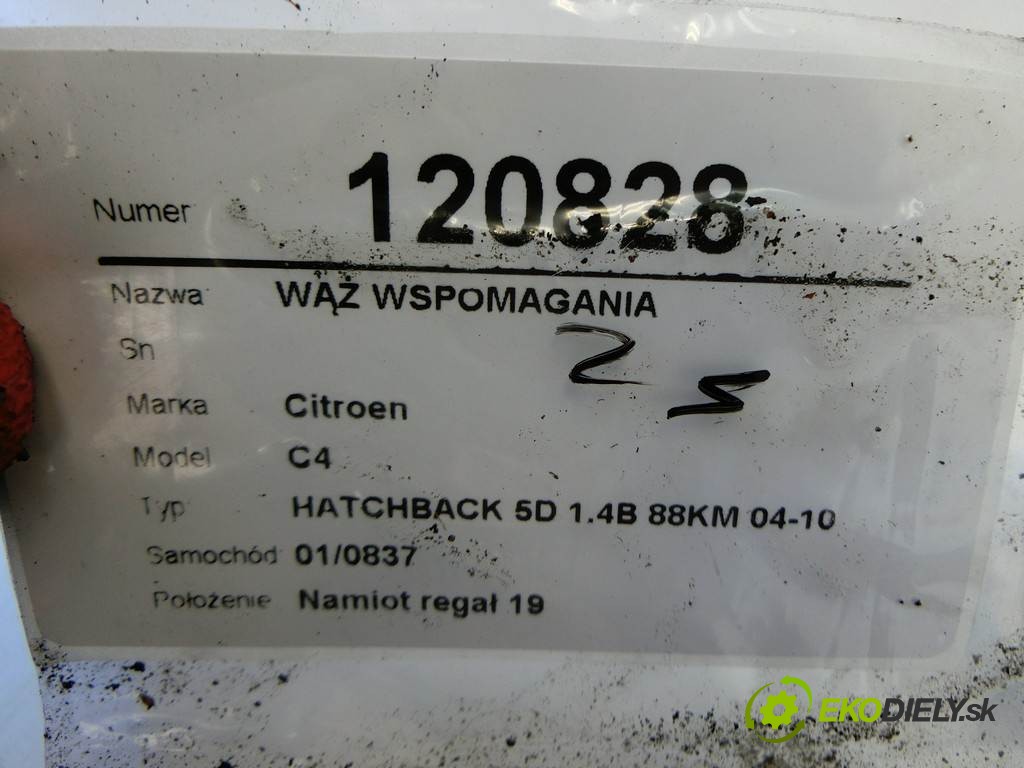 Numer 120828
Nazwa WĄŻ WSPOMAGANIA
Sn
Marka Citroen
Model C4
Typ HATCHBACK 5D 1.4B 88KM 04-10
Samochód 01/0837
Położenie Namiot regał 19
EKODIELY.sk